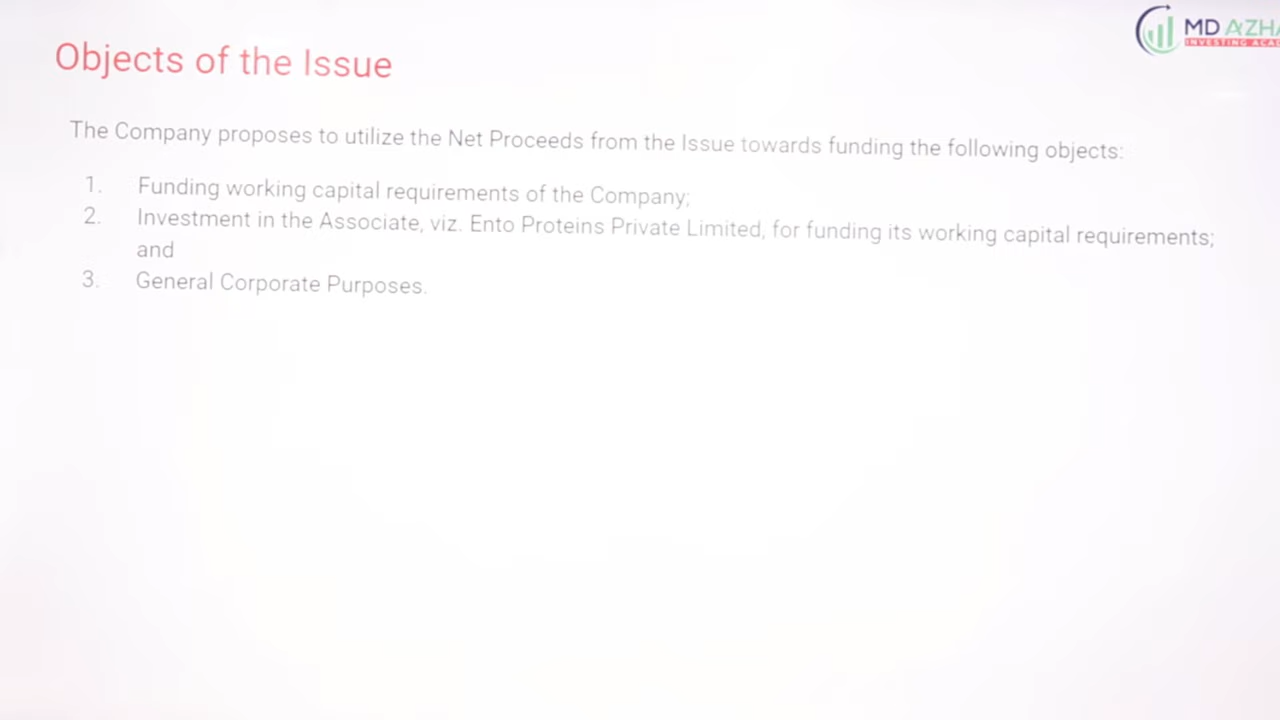 Objects of the Issue
MD
The Company proposes to utilize the Net Proceeds from the Issue towards funding the following objects:
1. Funding working capital requirements of the Company;
2. Investment in the Associate, viz. Ento Proteins Private Limited, for funding its working capital requirements;
and
3. General Corporate Purposes.